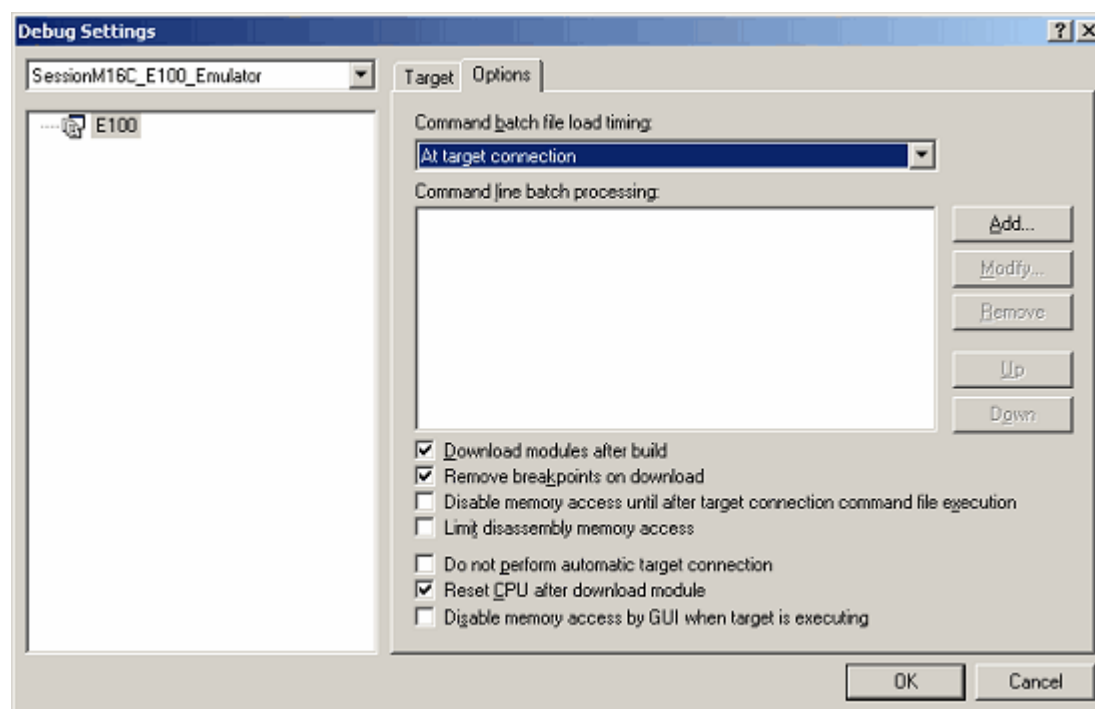 Debug Settings
SessionM16C_E100_Emulator
E100
Target
Options
Command batch file load timing:
At target connection
Command line batch processing:
Add...
Modify...
Remove
Up
Down
Download modules after build
Remove breakpoints on download
Disable memory access until after target connection command file execution
Limit disassembly memory access
Do not perform automatic target connection
Reset CPU after download module
Disable memory access by GUI when target is executing
OK
Cancel